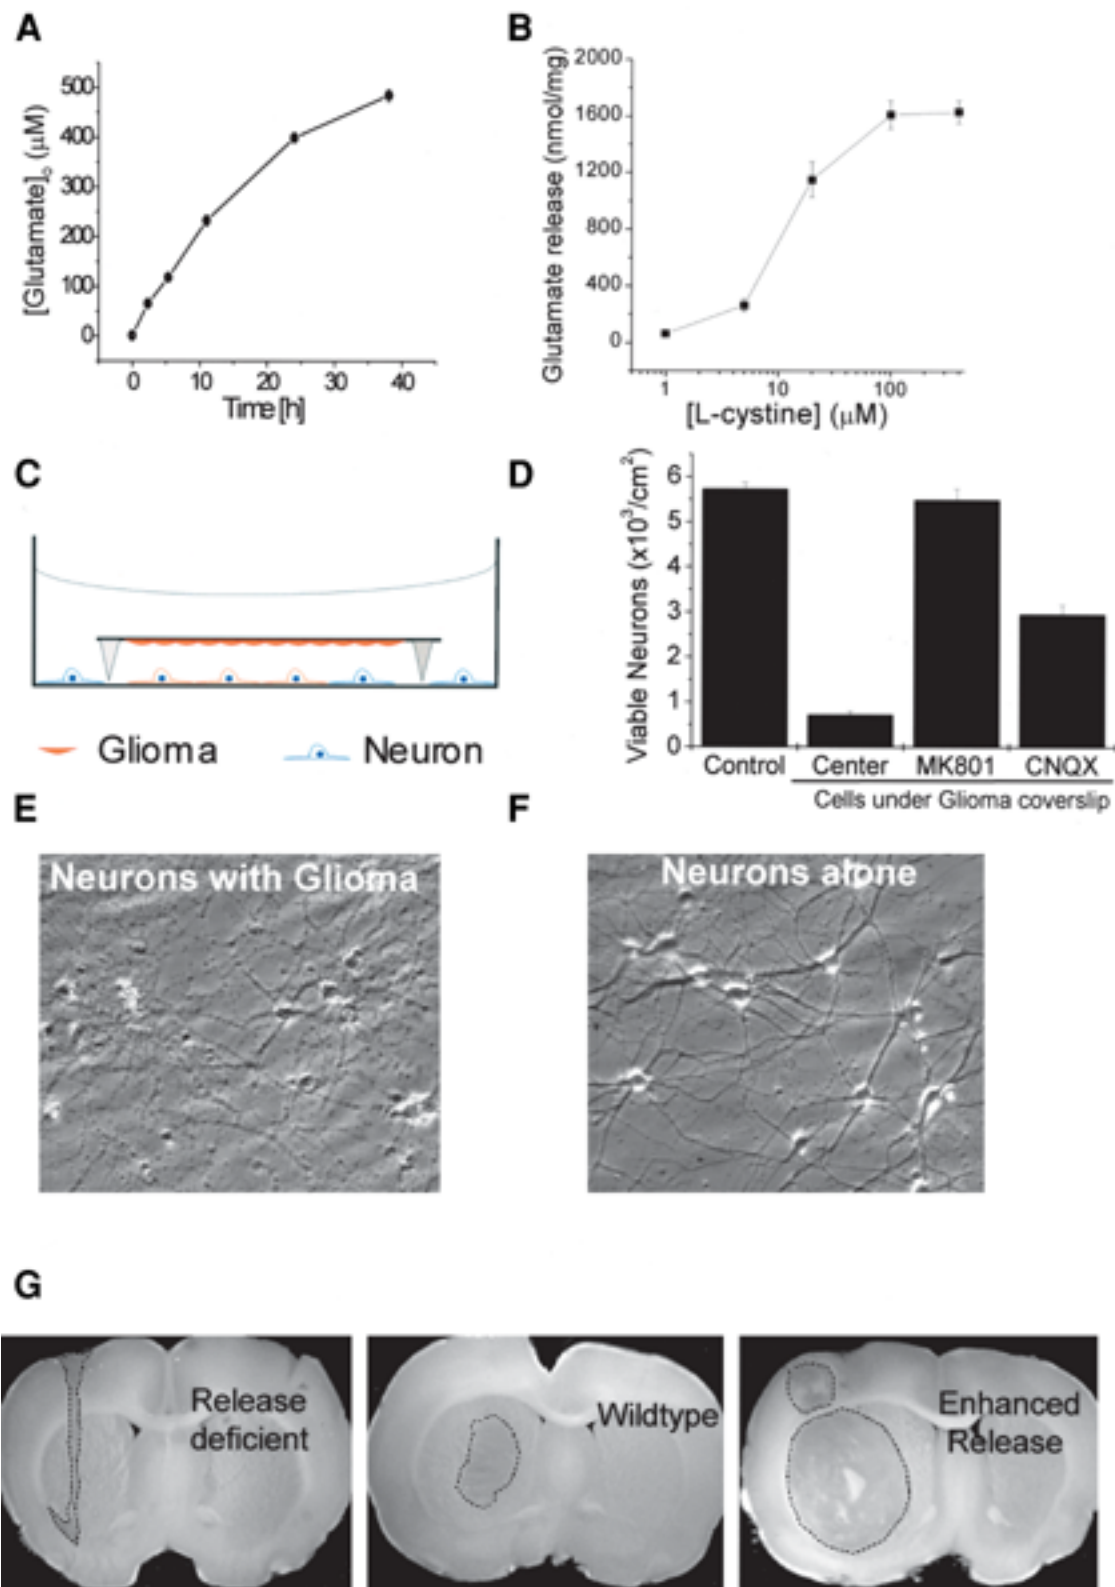 A
[Glutamate]o (µM)
500
400
300
200
100
0
0 10 20 30 40
Time [h]
B
Glutamate release (nmol/mg)
2000
1600
1200
800
400
0
1 10 100
[L-cystine] (µM)
C
Glioma
Neuron
D
Viable Neurons (x10³/cm²)
6
5
4
3
2
1
0
Control Center MK801 CNQX
Cells under Glioma coverslip
E
Neurons with Glioma
F
Neurons alone
G
Release
deficient
Wildtype
Enhanced
Release